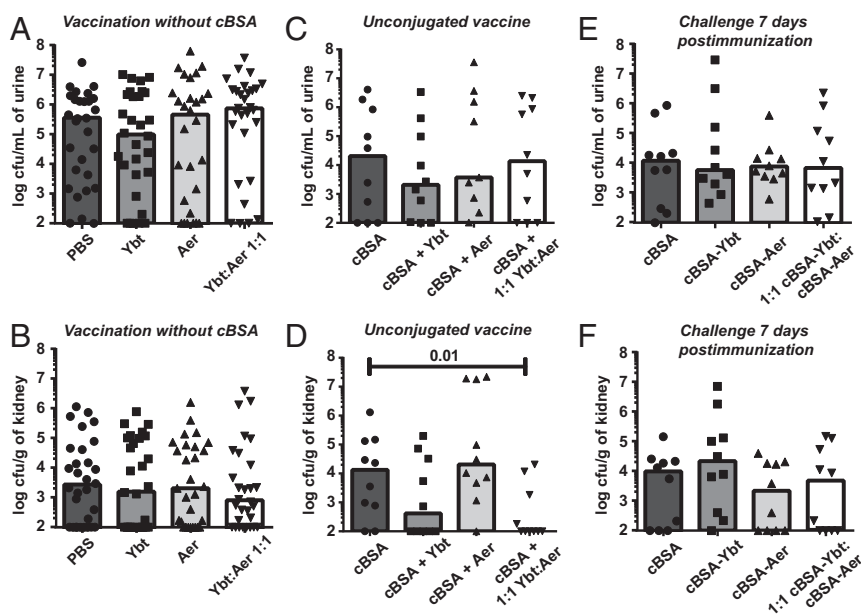 A
Vaccination without cBSA
log cfu/mL of urine
8
7
6
5
4
3
2
PBS
Ybt
Aer
Ybt:Aer 1:1
C
Unconjugated vaccine
log cfu/mL of urine
8
7
6
5
4
3
2
cBSA
cBSA + Ybt
cBSA + Aer
cBSA +
1:1 Ybt:Aer
E
Challenge 7 days
postimmunization
log cfu/mL of urine
8
7
6
5
4
3
2
cBSA
cBSA-Ybt
cBSA-Aer
1:1 cBSA-Ybt:
cBSA-Aer
B
Vaccination without cBSA
log cfu/g of kidney
8
7
6
5
4
3
2
PBS
Ybt
Aer
Ybt:Aer 1:1
D
Unconjugated vaccine
log cfu/g of kidney
8
7
6
5
4
3
2
0.01
cBSA
cBSA + Ybt
cBSA + Aer
cBSA +
1:1 Ybt:Aer
F
Challenge 7 days
postimmunization
log cfu/g of kidney
8
7
6
5
4
3
2
cBSA
cBSA-Ybt
cBSA-Aer
1:1 cBSA-Ybt:
cBSA-Aer